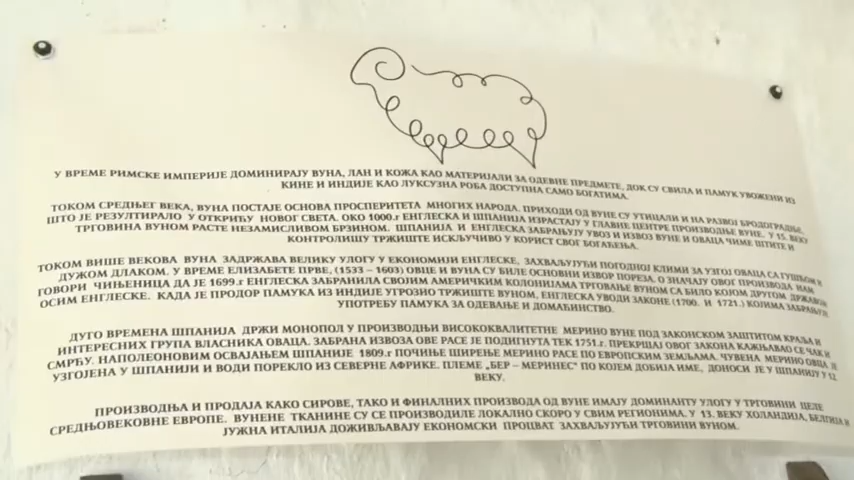 У ВРЕМЕ РИМСКЕ ИМПЕРИЈЕ ДОМИНИРАЈУ ВУНА, ЛАН И КОЖА КАО МАТЕРИЈАЛИ ЗА ОДЕВНЕ ПРЕДМЕТЕ, ДОК СУ СВИЛА И ПАМУК УВОЖЕНИ ИЗ
КИНЕ И ИНДИЈЕ КАО ЛУКСУЗНА РОБА ДОСТУПНА САМО БОГАТИМА.
ТОКОМ СРЕДЊЕГ ВЕКА, ВУНА ПОСТАЈЕ ОСНОВА ПРОСПЕРИТЕТА МНОГИХ НАРОДА. ПРИХОДИ ОД ВУНЕ СУ УТИЦАЛИ И НА РАЗВОЈ БРОДОГРАДЊЕ,
ШТО ЈЕ РЕЗУЛТИРАЛО У ОТКРИЋУ НОВОГ СВЕТА. ОКО 1000.г ЕНГЛЕСКА И ШПАНИЈА ИЗРАСТАЈУ У ГЛАВНЕ ЦЕНТРЕ ПРОИЗВОДЊЕ ВУНЕ. У 15. ВЕКУ
ТРГОВИНА ВУНОМ РАСТЕ НЕЗАМИСЛИВОМ БРЗИНОМ. ШПАНИЈА И ЕНГЛЕСКА ЗАБРАЊУЈУ УВОЗ И ИЗВОЗ ВУНЕ И ОВАЦА ЧИМЕ ШТИТЕ И
КОНТРОЛИШУ ТРЖИШТЕ ИСКЉУЧИВО У КОРИСТ СВОГ БОГАЋЕЊА.
ТОКОМ ВИШЕ ВЕКОВА ВУНА ЗАДРЖАВА ВЕЛИКУ УЛОГУ У ЕКОНОМИЈИ ЕНГЛЕСКЕ, ЗАХВАЉУЈЋИ ПОГОДНОЈ КЛИМИ ЗА УЗГОЈ ОВАЦА СА ГУШЋОМ И
ДУЖОМ ДЛАКОМ. У ВРЕМЕ ЕЛИЗАБЕТЕ ПРВЕ, (1533 – 1603) ОВЦЕ И ВУНА СУ БИЛЕ ОСНОВНИ ИЗВОР ПОРЕЗА. О ЗНАЧАЈУ ОВОГ ПРОИЗВОДА НАМ
ГОВОРИ ЧИЊЕНИЦА ДА ЈЕ 1699.г ЕНГЛЕСКА ЗАБРАНИЛА СВОЈИМ АМЕРИЧКИМ КОЛОНИЈАМА ТРГОВАЊЕ ВУНОМ СА БИЛО КОЈОМ ДРУГОМ ДРЖАВОМ
ОСИМ ЕНГЛЕСКЕ. КАДА ЈЕ ПРОДОР ПАМУКА ИЗ ИНДИЈЕ УГРОЗИО ТРЖИШТЕ ВУНОМ, ЕНГЛЕСКА УВОДИ ЗАКОНЕ (1700. И 1721.) КОЈИМА ЗАБРАЊУЈЕ
УПОТРЕБУ ПАМУКА ЗА ОДЕВАЊЕ И ДОМАЋИНСТВО.
ДУГО ВРЕМЕНА ШПАНИЈА ДРЖИ МОНОПОЛ У ПРОИЗВОДЊИ ВИСОКОКВАЛИТЕТНЕ МЕРИНО ВУНЕ ПОД ЗАКОНСКОМ ЗАШТИТОМ КРАЉА И
ИНТЕРЕСНИХ ГРУПА ВЛАСНИКА ОВАЦА. ЗАБРАНА ИЗВОЗА ОВЕ РАСЕ ЈЕ ПОДИГНУТА ТЕК 1751.г. ПРЕКРШАЈ ОВОГ ЗАКОНА КАЖЊАВАО СЕ ЧАК И
СМРЋУ. НАПОЛЕОНОВИМ ОСВАЈАЊЕМ ШПАНИЈЕ 1809.г ПОЧИЊЕ ШИРЕЊЕ МЕРИНО РАСЕ ПО ЕВРОПСКИМ ЗЕМЉАМА. ЧУВЕНА МЕРИНО ОВЦА ЈЕ
УЗГОЈЕНА У ШПАНИЈИ И ВОДИ ПОРЕКЛО ИЗ СЕВЕРНЕ АФРИКЕ. ПЛЕМЕ „БЕР – МЕРИНЕС" ПО КОЈЕМ ДОБИЈА ИМЕ, ДОНОСИ ЈЕ У ШПАНИЈУ У 12.
ВЕКУ.
ПРОИЗВОДЊА И ПРОДАЈА КАКО СИРОВЕ, ТАКО И ФИНАЛНИХ ПРОИЗВОДА ОД ВУНЕ ИМАЈУ ДОМИНАНТНУ УЛОГУ У ТРГОВИНИ ЦЕЛЕ
СРЕДЊОВЕКОВНЕ ЕВРОПЕ. ВУНЕНЕ ТКАНИНЕ СУ СЕ ПРОИЗВОДИЛЕ ЛОКАЛНО СКОРО У СВИМ РЕГИОНИМА. У 13. ВЕКУ ХОЛАНДИЈА, БЕЛГИЈА И
ЈУЖНА ИТАЛИЈА ДОЖИВЉАВАЈУ ЕКОНОМСКИ ПРОЦВАТ ЗАХВАЉУЈУЋИ ТРГОВИНИ ВУНОМ.